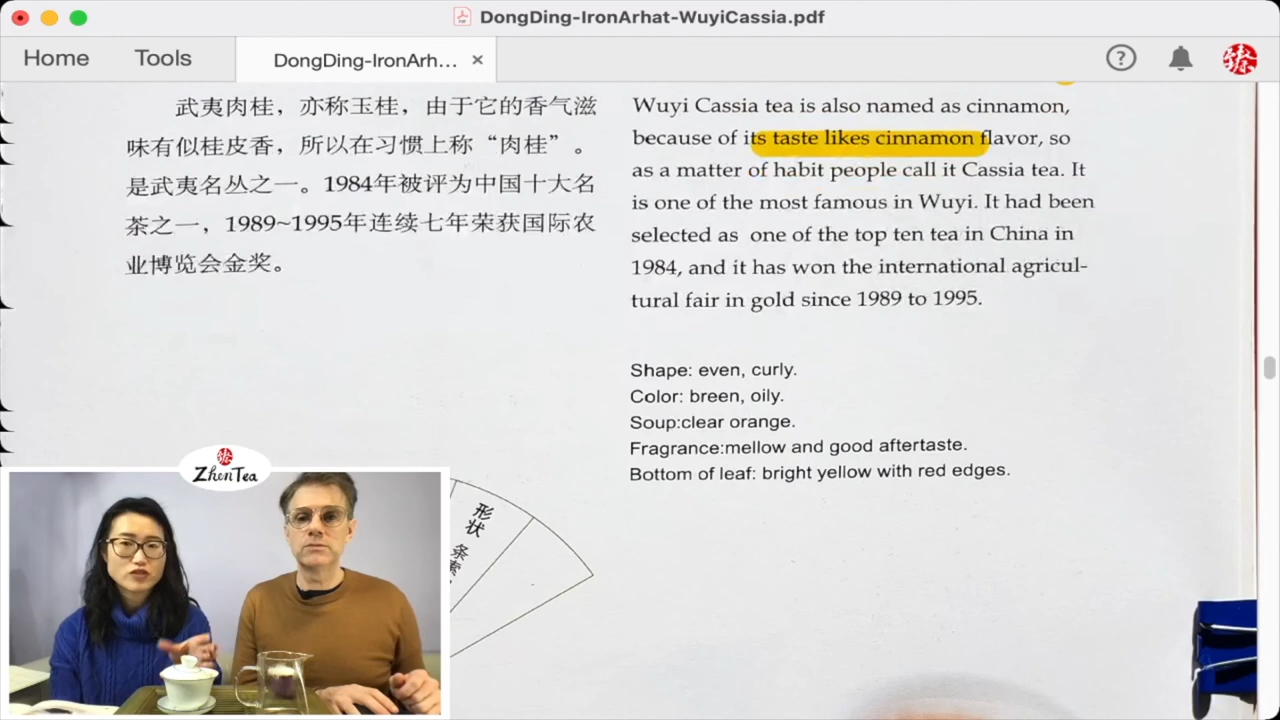 DongDing-IronArhat-WuyiCassia.pdf
Home
Tools
DongDing-IronArh...
武夷肉桂，亦称玉桂，由于它的香气滋
味有似桂皮香，所以在习惯上称“肉桂”。
是武夷名丛之一。1984年被评为中国十大名
茶之一，1989~1995年连续七年荣获国际农
业博览会金奖。
Wuyi Cassia tea is also named as cinnamon,
because of its taste likes cinnamon flavor, so
as a matter of habit people call it Cassia tea. It
is one of the most famous in Wuyi. It had been
selected as one of the top ten tea in China in
1984, and it has won the international agricul-
tural fair in gold since 1989 to 1995.
Shape: even, curly.
Color: breen, oily.
Soup:clear orange.
Fragrance:mellow and good aftertaste.
Bottom of leaf: bright yellow with red edges.
形状
ZhenTea